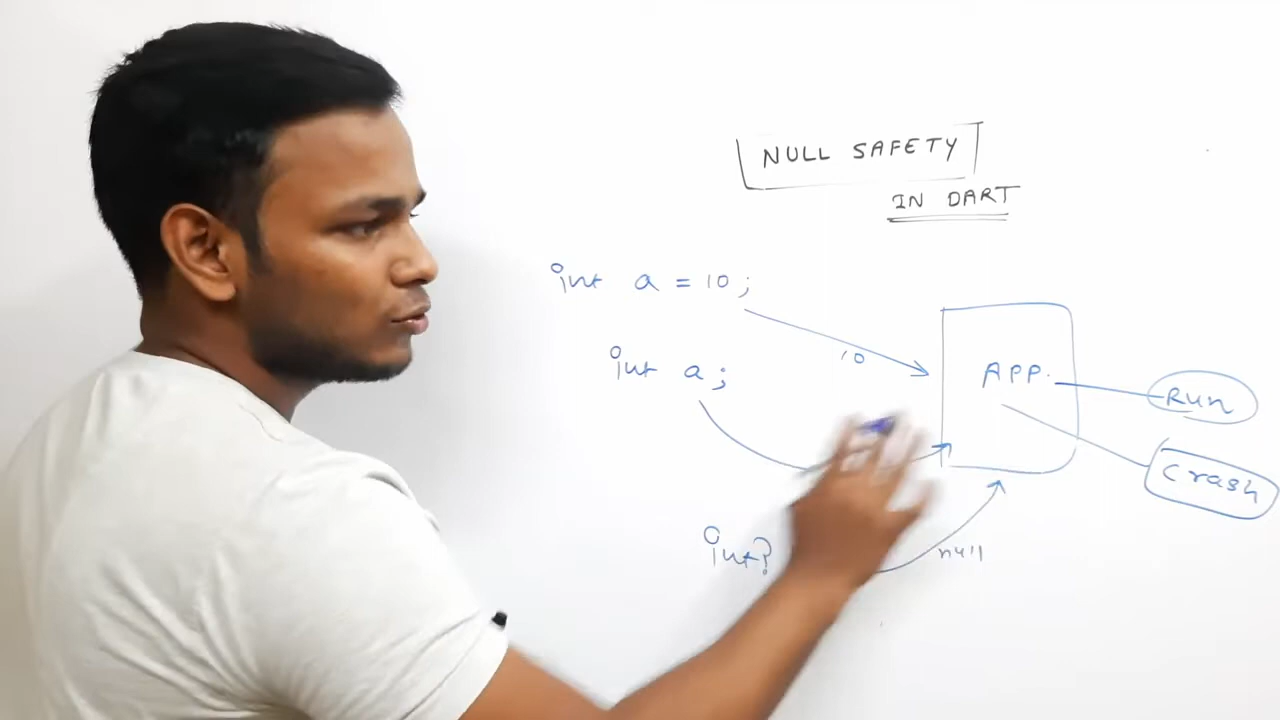 NULL SAFETY
IN DART
int a = 10;
10
int a;
APP.
Run
Crash
int?
null